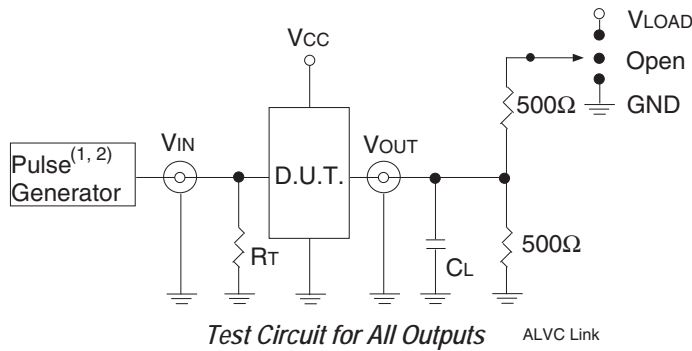 VLOAD
VCC
Open
500Ω
GND
VIN
VOUT
Pulse(1, 2)
Generator
D.U.T.
RT
CL
500Ω
Test Circuit for All Outputs
ALVC Link